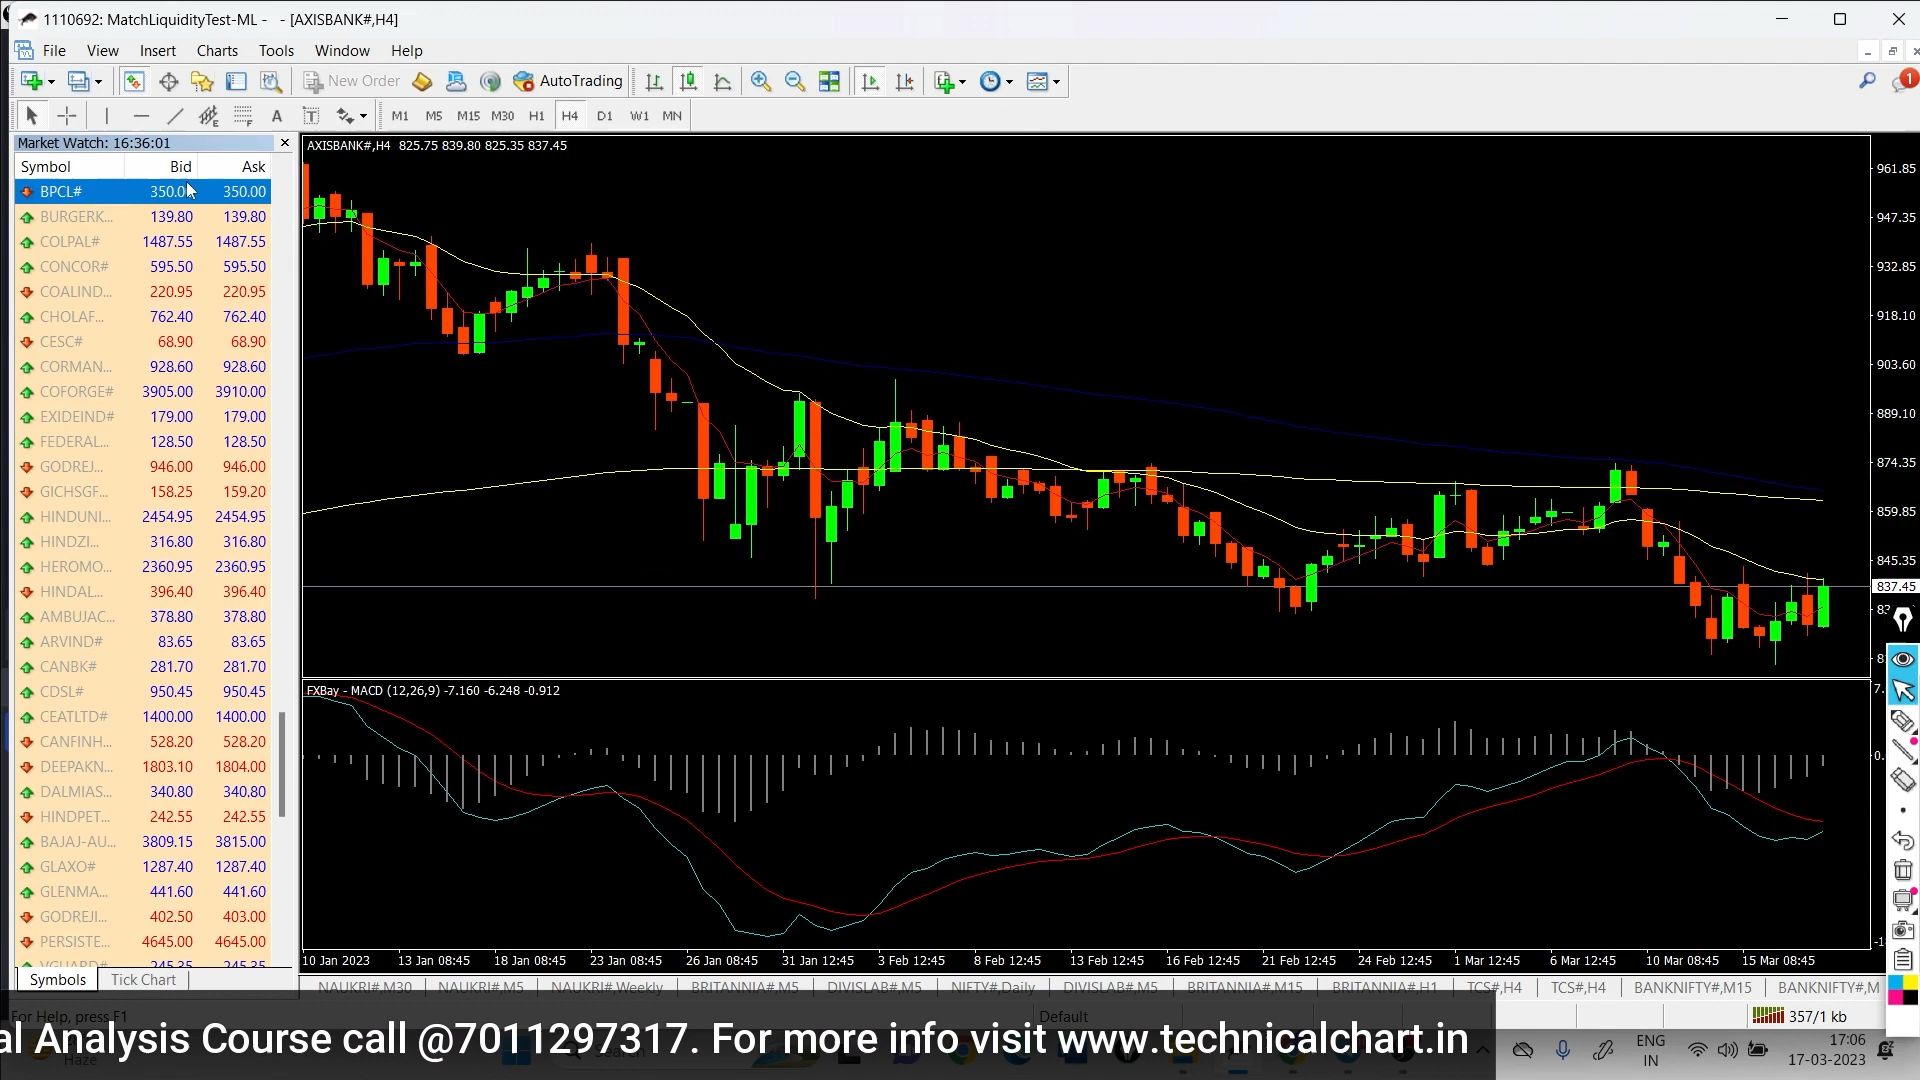 1110692: MatchLiquidityTest-ML - - [AXISBANK#,H4]
File View Insert Charts Tools Window Help
New Order AutoTrading
A T M1 M5 M15 M30 H1 H4 D1 W1 MN
Market Watch: 16:36:01
Symbol Bid Ask
BPCL# 350.0 350.00
BURGERK... 139.80 139.80
COLPAL# 1487.55 1487.55
CONCOR# 595.50 595.50
COALIND... 220.95 220.95
CHOLAF... 762.40 762.40
CESC# 68.90 68.90
CORMAN... 928.60 928.60
COFORGE# 3905.00 3910.00
EXIDEIND# 179.00 179.00
FEDERAL... 128.50 128.50
GODREJ... 946.00 946.00
GICHSGF... 158.25 159.20
HINDUNI... 2454.95 2454.95
HINDZI... 316.80 316.80
HEROMO... 2360.95 2360.95
HINDAL... 396.40 396.40
AMBUJAC... 378.80 378.80
ARVIND# 83.65 83.65
CANBK# 281.70 281.70
CDSL# 950.45 950.45
CEATLTD# 1400.00 1400.00
CANFINH... 528.20 528.20
DEEPAKN... 1803.10 1804.00
DALMIAS... 340.80 340.80
HINDPET... 242.55 242.55
BAJAJ-AU... 3809.15 3815.00
GLAXO# 1287.40 1287.40
GLENMA... 441.60 441.60
GODREJI... 402.50 403.00
PERSISTE... 4645.00 4645.00
VGUARD# 245.35 245.35
Symbols Tick Chart
AXISBANK#,H4 825.75 839.80 825.35 837.45
961.85
947.35
932.85
918.10
903.60
889.10
874.35
859.85
845.35
837.45
FXBay - MACD (12,26,9) -7.160 -6.248 -0.912
10 Jan 2023 13 Jan 08:45 18 Jan 08:45 23 Jan 08:45 26 Jan 08:45 31 Jan 12:45 3 Feb 12:45 8 Feb 12:45 13 Feb 12:45 16 Feb 12:45 21 Feb 12:45 24 Feb 12:45 1 Mar 12:45 6 Mar 12:45 10 Mar 08:45 15 Mar 08:45
NAUKRI#,M30 NAUKRI#,M5 NAUKRI#,Weekly BRITANNIA#,M5 DIVISLAB#,M5 NIFTY#,Daily DIVISLAB#,M5 BRITANNIA#,M15 BRITANNIA#,H1 TCS#,H4 TCS#,H4 BANKNIFTY#,M15 BANKNIFTY#,M
For Help, press F1 Default 357/1 kb
al Analysis Course call @7011297317. For more info visit www.technicalchart.in
Haze Search
ENG
IN
17:06
17-03-2023
1